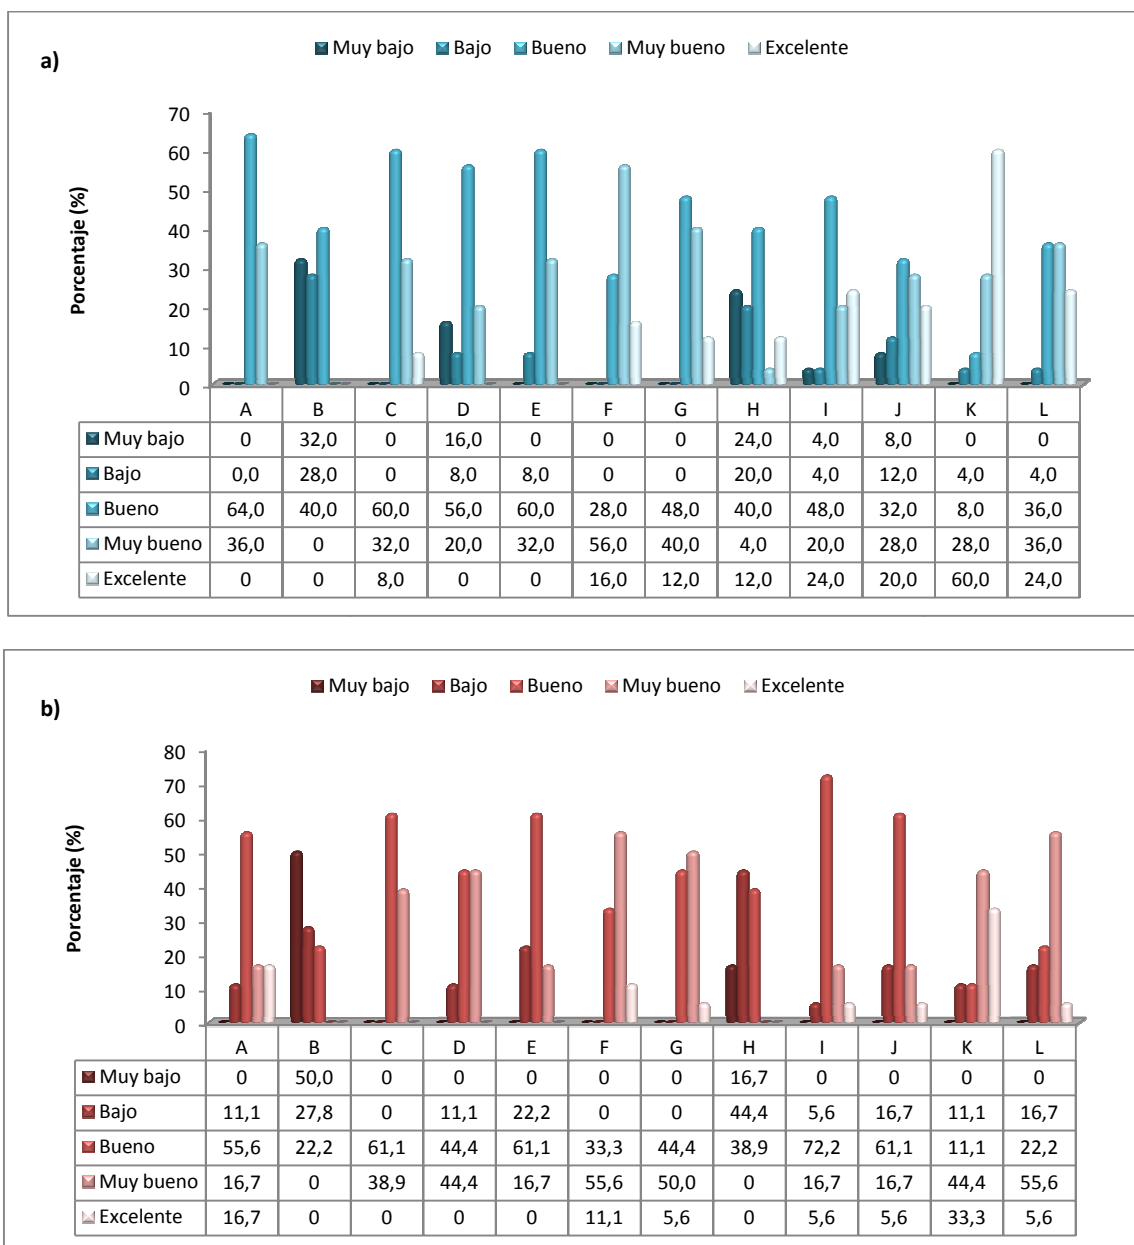 Muy bajo Bajo Bueno Muy bueno Excelente
a)
70
60
50
40
30
20
10
0
Porcentaje (%)
A B C D E F G H I J K L
Muy bajo 0 32,0 0 16,0 0 0 0 24,0 4,0 8,0 0 0
Bajo 0,0 28,0 0 8,0 8,0 0 0 20,0 4,0 12,0 4,0 4,0
Bueno 64,0 40,0 60,0 56,0 60,0 28,0 48,0 40,0 48,0 32,0 8,0 36,0
Muy bueno 36,0 0 32,0 20,0 32,0 56,0 40,0 4,0 20,0 28,0 28,0 36,0
Excelente 0 0 8,0 0 0 16,0 12,0 12,0 24,0 20,0 60,0 24,0
Muy bajo Bajo Bueno Muy bueno Excelente
b)
80
70
60
50
40
30
20
10
0
Porcentaje (%)
A B C D E F G H I J K L
Muy bajo 0 50,0 0 0 0 0 0 16,7 0 0 0 0
Bajo 11,1 27,8 0 11,1 22,2 0 0 44,4 5,6 16,7 11,1 16,7
Bueno 55,6 22,2 61,1 44,4 61,1 33,3 44,4 38,9 72,2 61,1 11,1 22,2
Muy bueno 16,7 0 38,9 44,4 16,7 55,6 50,0 0 16,7 16,7 44,4 55,6
Excelente 16,7 0 0 0 0 11,1 5,6 0 5,6 5,6 33,3 5,6